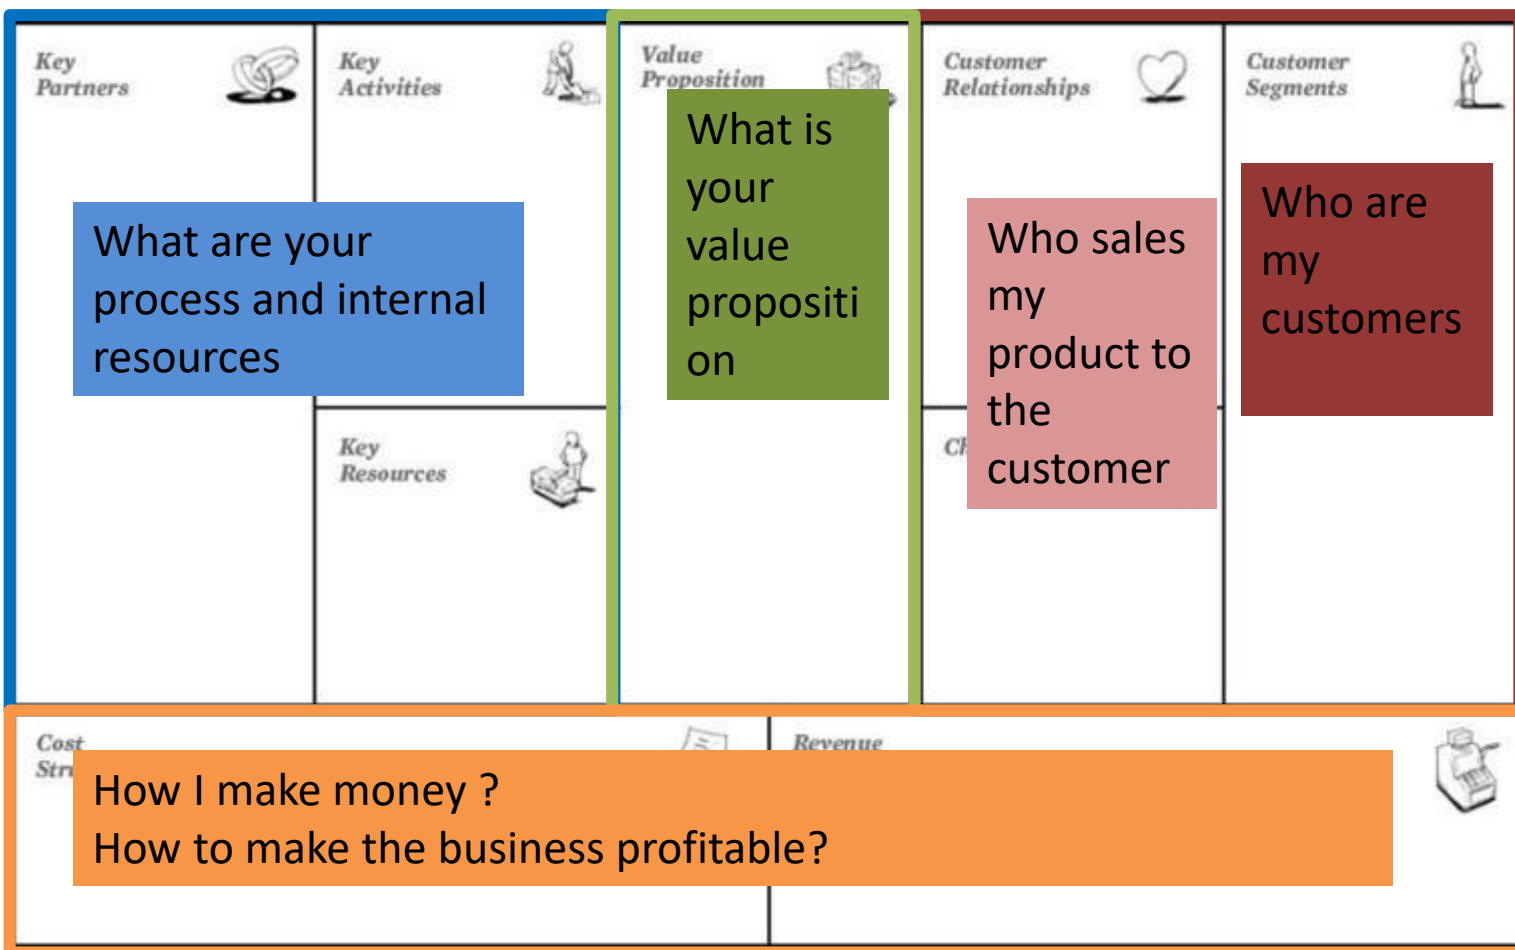 Key
Partners
Key
Activities
Value
Proposition
Customer
Relationships
Customer
Segments
What are your
process and internal
resources
What is
your
value
propositi
on
Who sales
my
product to
the
customer
Who are
my
customers
Key
Resources
Cost
Revenue
How I make money ?
How to make the business profitable?